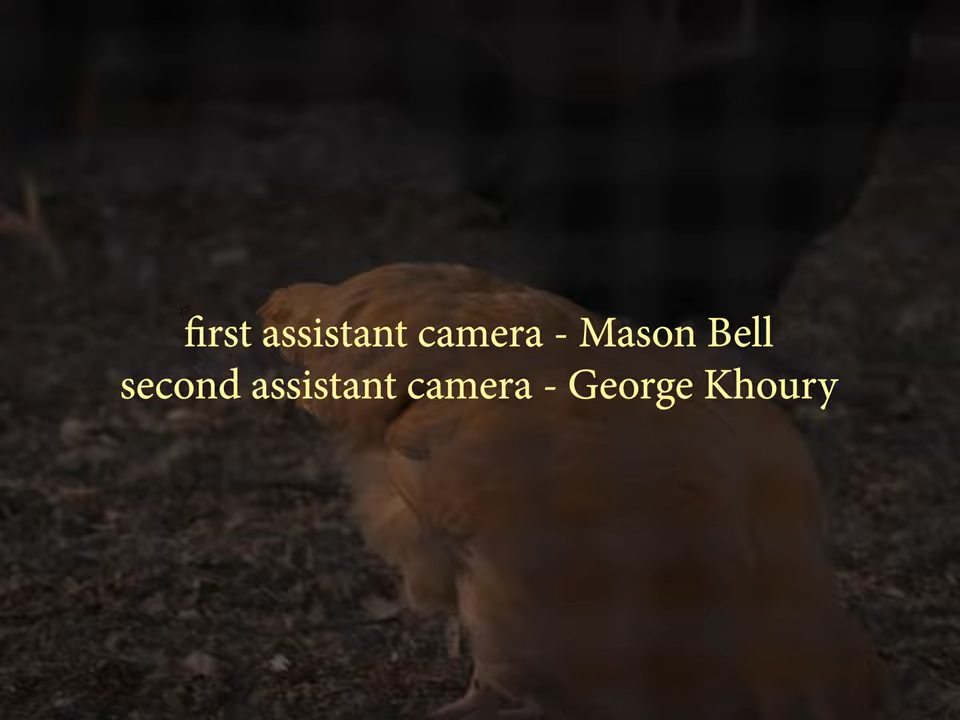 first assistant camera - Mason Bell
second assistant camera - George Khoury